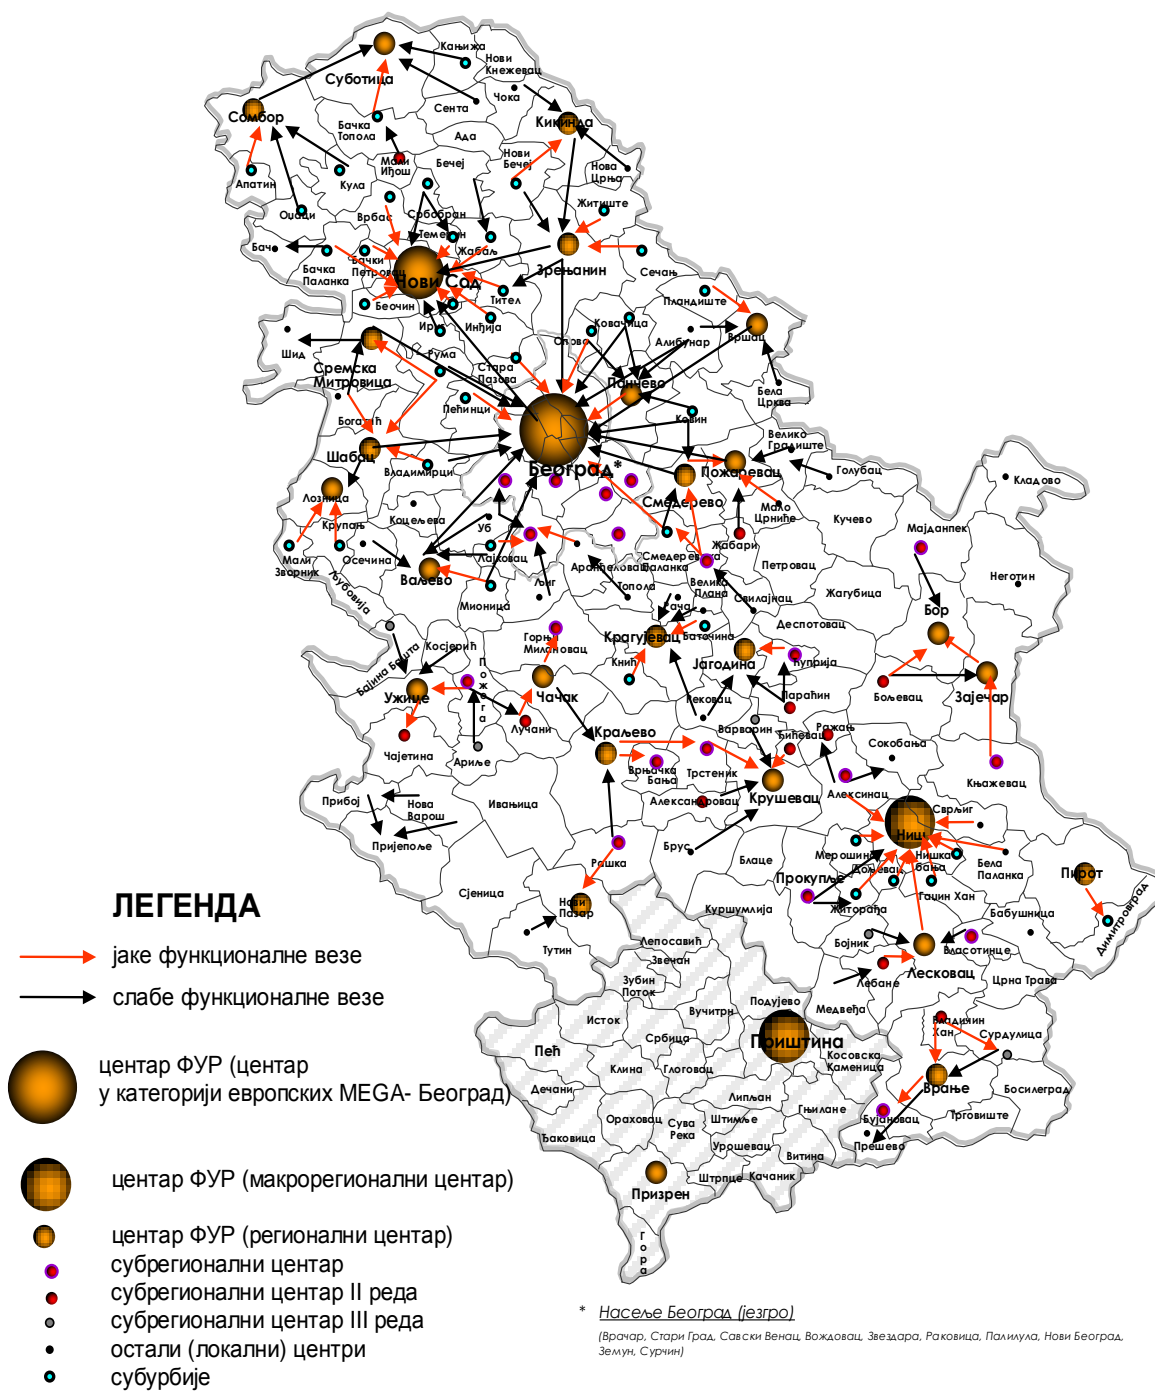 Кањижа
Нови
Кнежевац
Суботица
Чока
Сента
Сомбор
Кикинда
Бачка
Топола
Ада
Мали
Иђош
Бечеј
Нови
Бечеј
Нова
Црња
Апатин
Кула
Оџаци
Врбас
Србобран
Житиште
Темерин
Жабаљ
Бач
Бачка
Паланка
Бачки
Петровац
Нови Сад
Зрењанин
Сечањ
Тител
Пландиште
Беочин
Ириг
Инђија
Ковачица
Опово
Алибунар
Вршац
Шид
Рума
Сремска
Митровица
Стара
Пазова
Панчево
Бела
Црква
Пећинци
Ковин
Богатић
Велико
Градиште
Шабац
Владимирци
Београд*
Пожаревац
Голубац
Кладово
Лозница
Смедерево
Мало
Црниће
Коцељева
Уб
Кучево
Мајданпек
Крупањ
Осечина
Лајковац
Жабари
Мали
Зворник
Ваљево
Аранђеловац
Смедеревска
Паланка
Петровац
Неготин
Љубовија
Мионица
Љиг
Топола
Велика
Плана
Свилајнац
Жагубица
Рача
Бор
Деспотовац
Косјерић
Горњи
Милановац
Крагујевац
Баточина
Бајина Башта
Пожега
Кнић
Јагодина
Ћуприја
Ужице
Чачак
Рековац
Параћин
Бољевац
Зајечар
Краљево
Варварин
Ћићевац
Ражањ
Чајетина
Ариље
Лучани
Сокобања
Врњачка
Бања
Трстеник
Књажевац
Прибој
Нова
Варош
Ивањица
Александровац
Крушевац
Алексинац
Сврљиг
Ниш
Пријепоље
Рашка
Брус
Блаце
Мерошина
Нишка
бања
Бела
Паланка
Пирот
Прокупље
Дољевац
Сјеница
Нови
Пазар
Куршумлија
Житорађа
Гаџин Хан
Бабушница
Димитровград
Тутин
Лепосавић
Бојник
Власотинце
Звечан
Лесковац
Зубин
Поток
Лебане
Црна Трава
Подујево
Медвеђа
Исток
Вучитрн
Владичин
Хан
Сурдулица
Србица
Приштина
Пећ
Косовска
Каменица
Клина
Глоговац
Врање
Босилеград
Дечани
Липљан
Гњилане
Ораховац
Сува
Река
Штимље
Бујановац
Трговиште
Ђаковица
Урошевац
Витина
Прешево
Призрен
Штрпце
Качаник
Гора
ЛЕГЕНДА
јаке функционалне везе
слабе функционалне везе
центар ФУР (центар
у категорији европских MEGA- Београд)
центар ФУР (макрорегионални центар)
центар ФУР (регионални центар)
субрегионални центар
субрегионални центар II реда
субрегионални центар III реда
остали (локални) центри
субурбије
* Насеље Београд (језгро)
(Врачар, Стари Град, Савски Венац, Вождовац, Звездара, Раковица, Палилула, Нови Београд,
Земун, Сурчин)